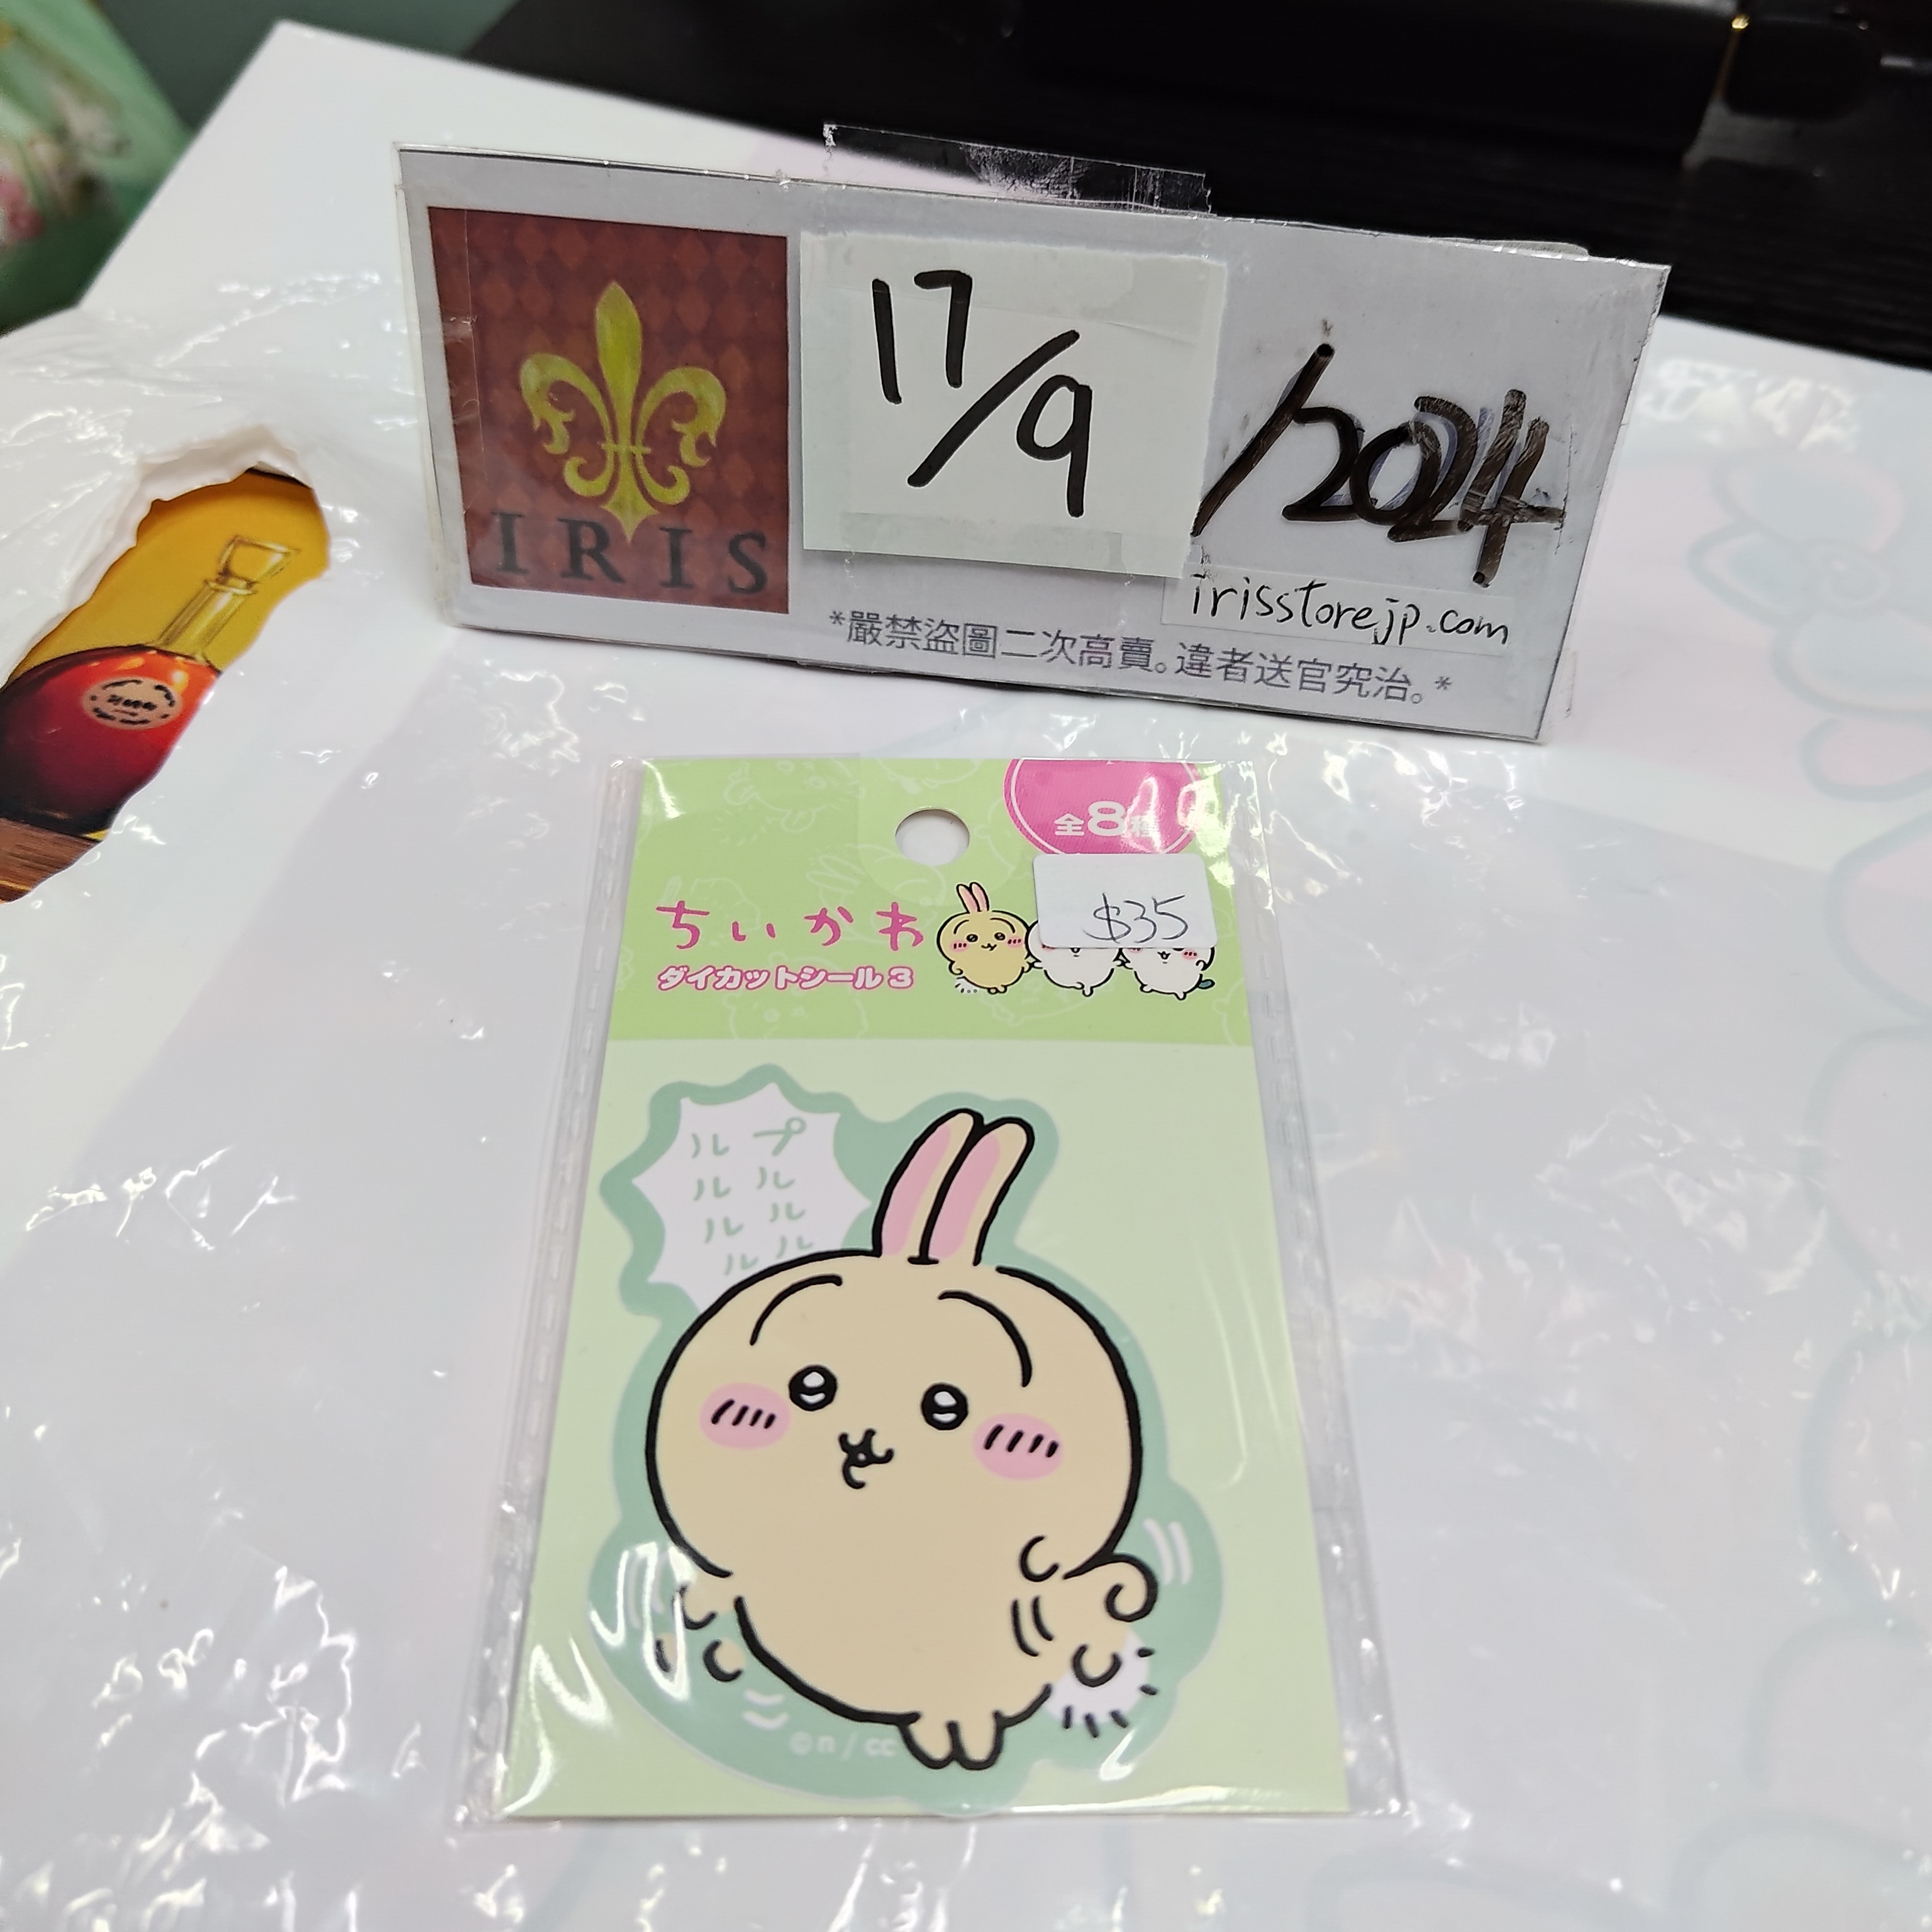 IRIS
17/9
/2024
irisstorejp.com
*嚴禁盜圖二次高賣。違者送官究治。*
全8種
$35
ちいかわ
ダイカットシール3
プルルルル
ルルルル
©n/cc